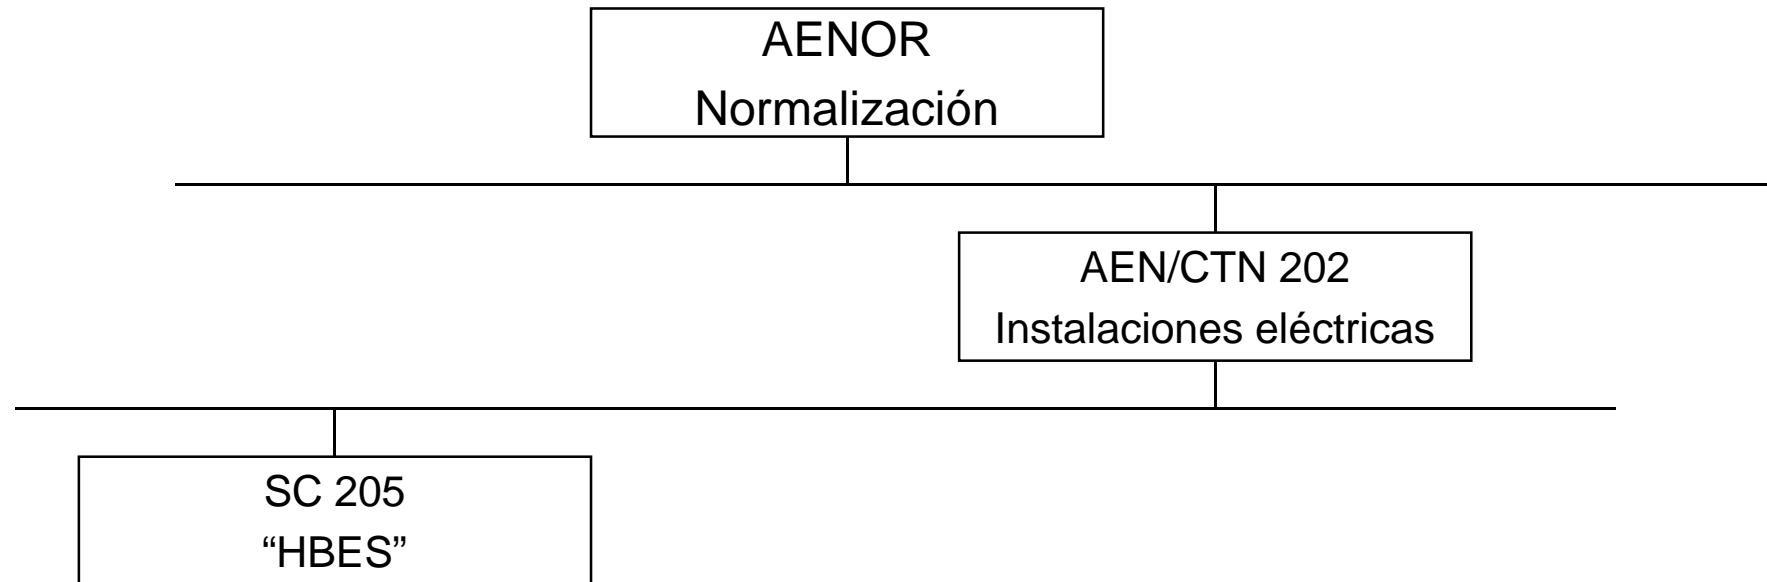 AENOR
Normalización
AEN/CTN 202
Instalaciones eléctricas
SC 205
“HBES”